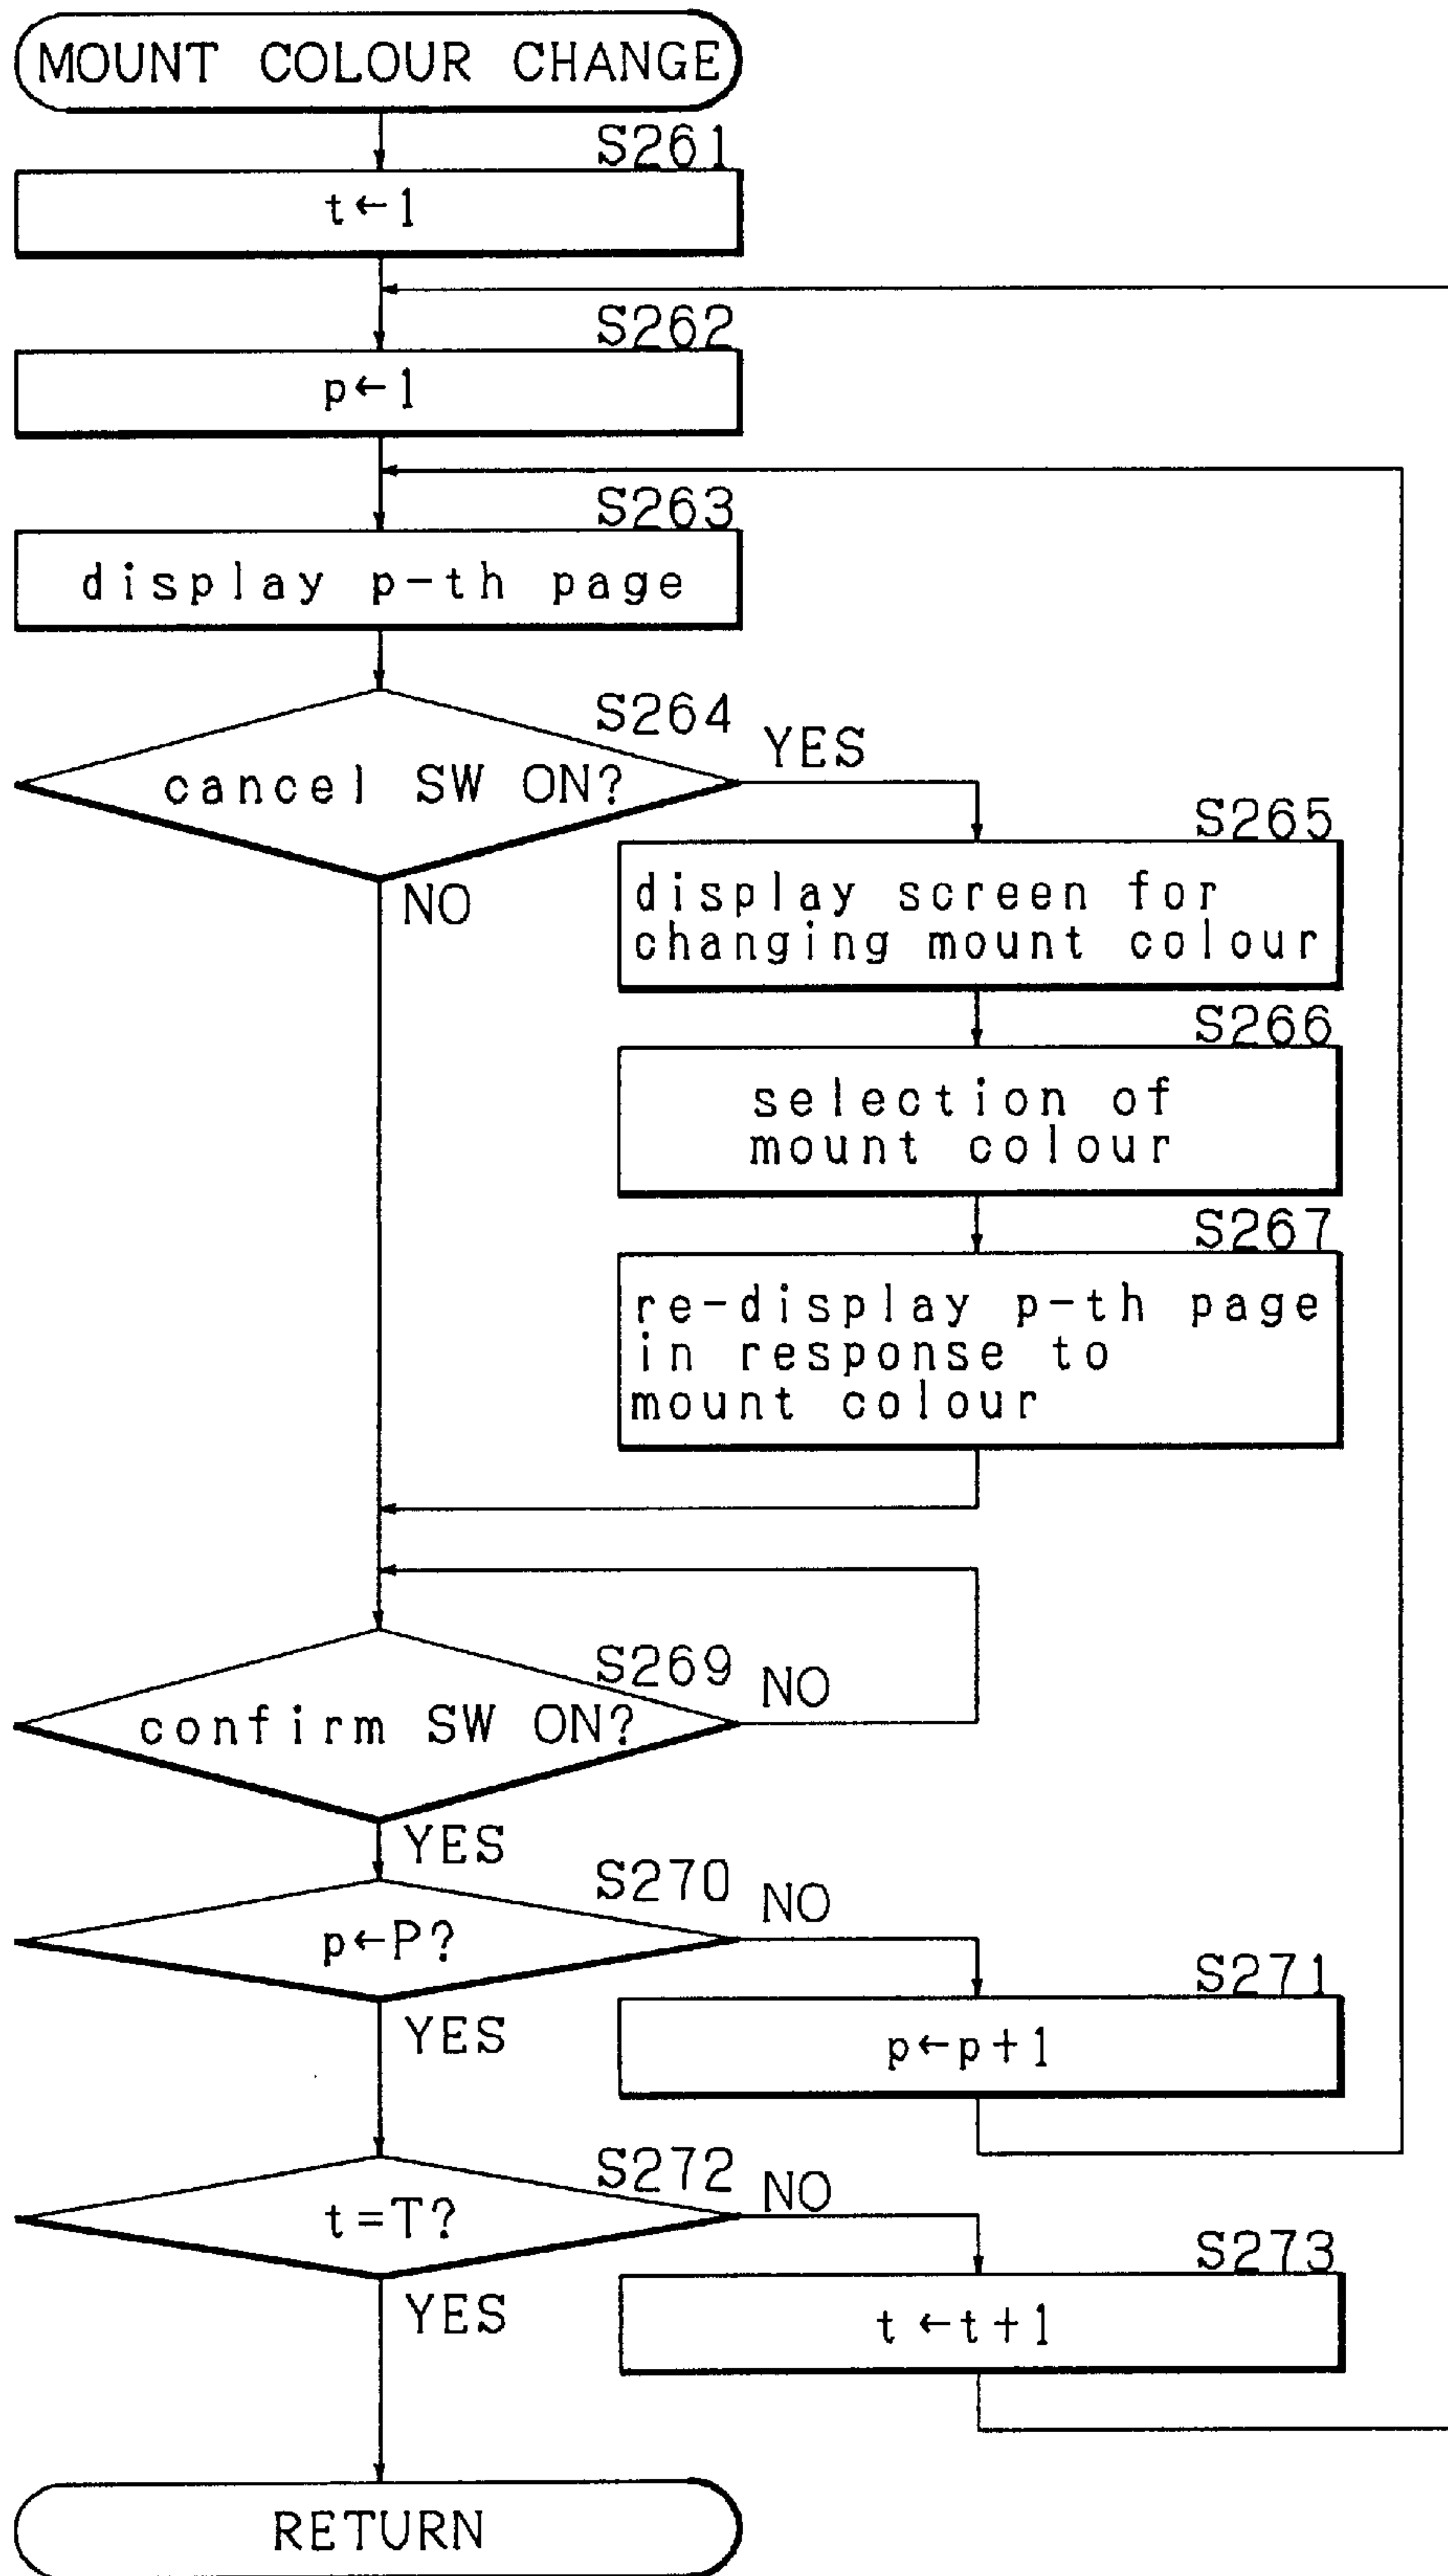 MOUNT COLOUR CHANGE
S261
t←1
S262
p←1
S263
display p-th page
S264
cancel SW ON?
YES
NO
S265
display screen for
changing mount colour
S266
selection of
mount colour
S267
re-display p-th page
in response to
mount colour
S269
confirm SW ON?
NO
YES
S270
p←P?
NO
YES
S271
p←p+1
S272
t=T?
NO
YES
S273
t←t+1
RETURN